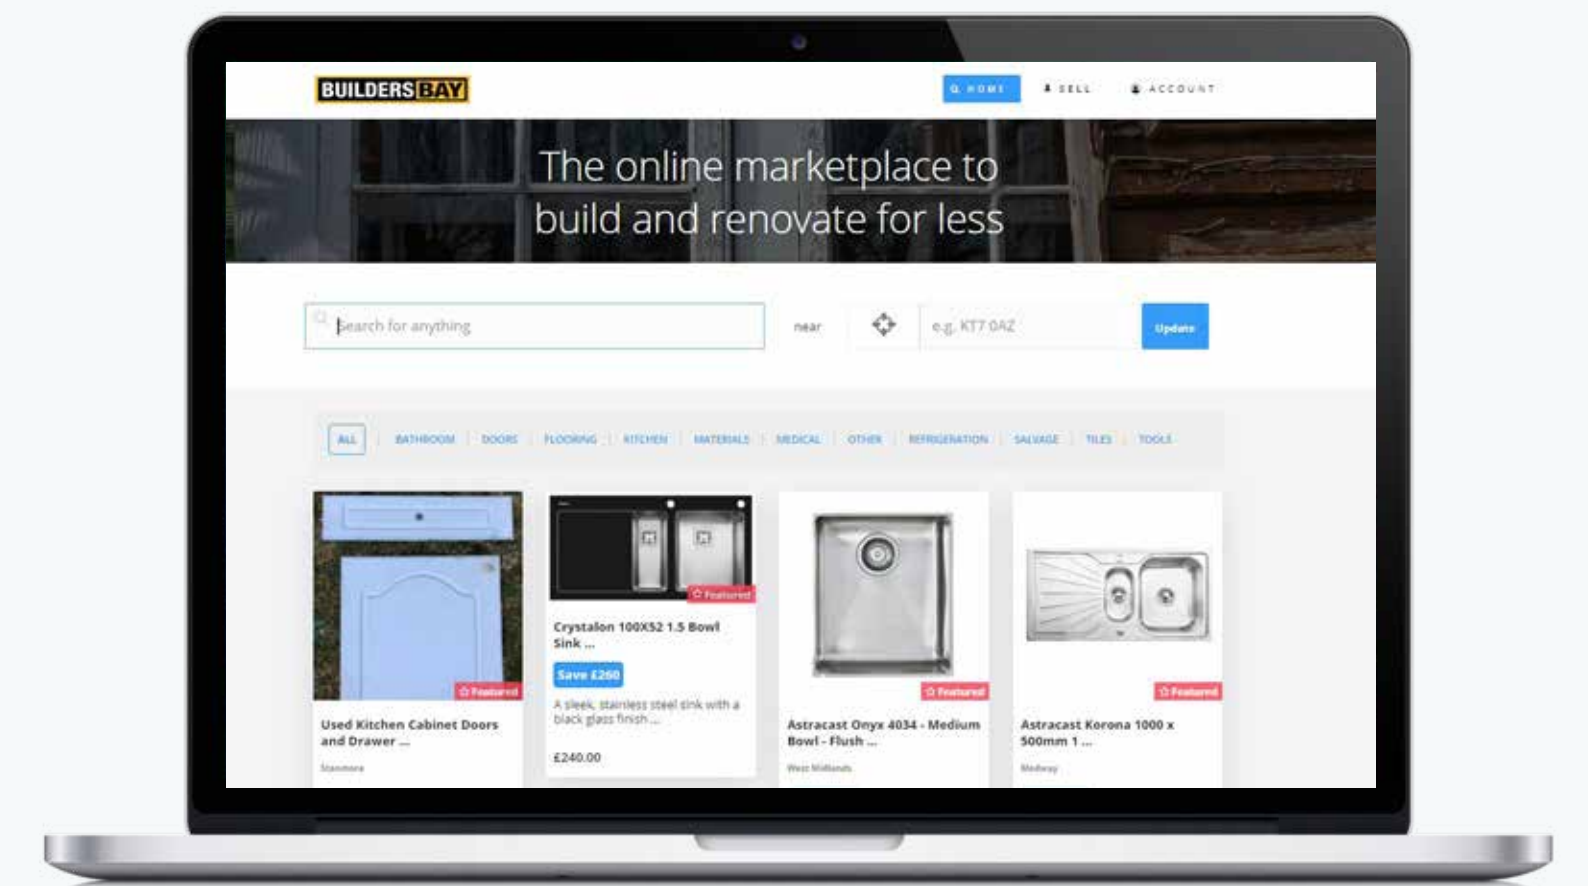 BUILDERS BAY
HOME SELL ACCOUNT
The online marketplace to
build and renovate for less
Search for anything near e.g. KT7 0AZ Update
ALL BATHROOM DOORS FLOORING KITCHEN MATERIALS MEDICAL OTHER REFRIGERATION SALVAGE TILES TOOLS
Featured
Used Kitchen Cabinet Doors
and Drawer ...
Stanmore
Featured
Crystalon 100X52 1.5 Bowl
Sink ...
Save £260
A sleek, stainless steel sink with a
black glass finish ...
£240.00
Featured
Astracast Onyx 4034 - Medium
Bowl - Flush ...
West Midlands
Featured
Astracast Korona 1000 x
500mm 1 ...
Medway